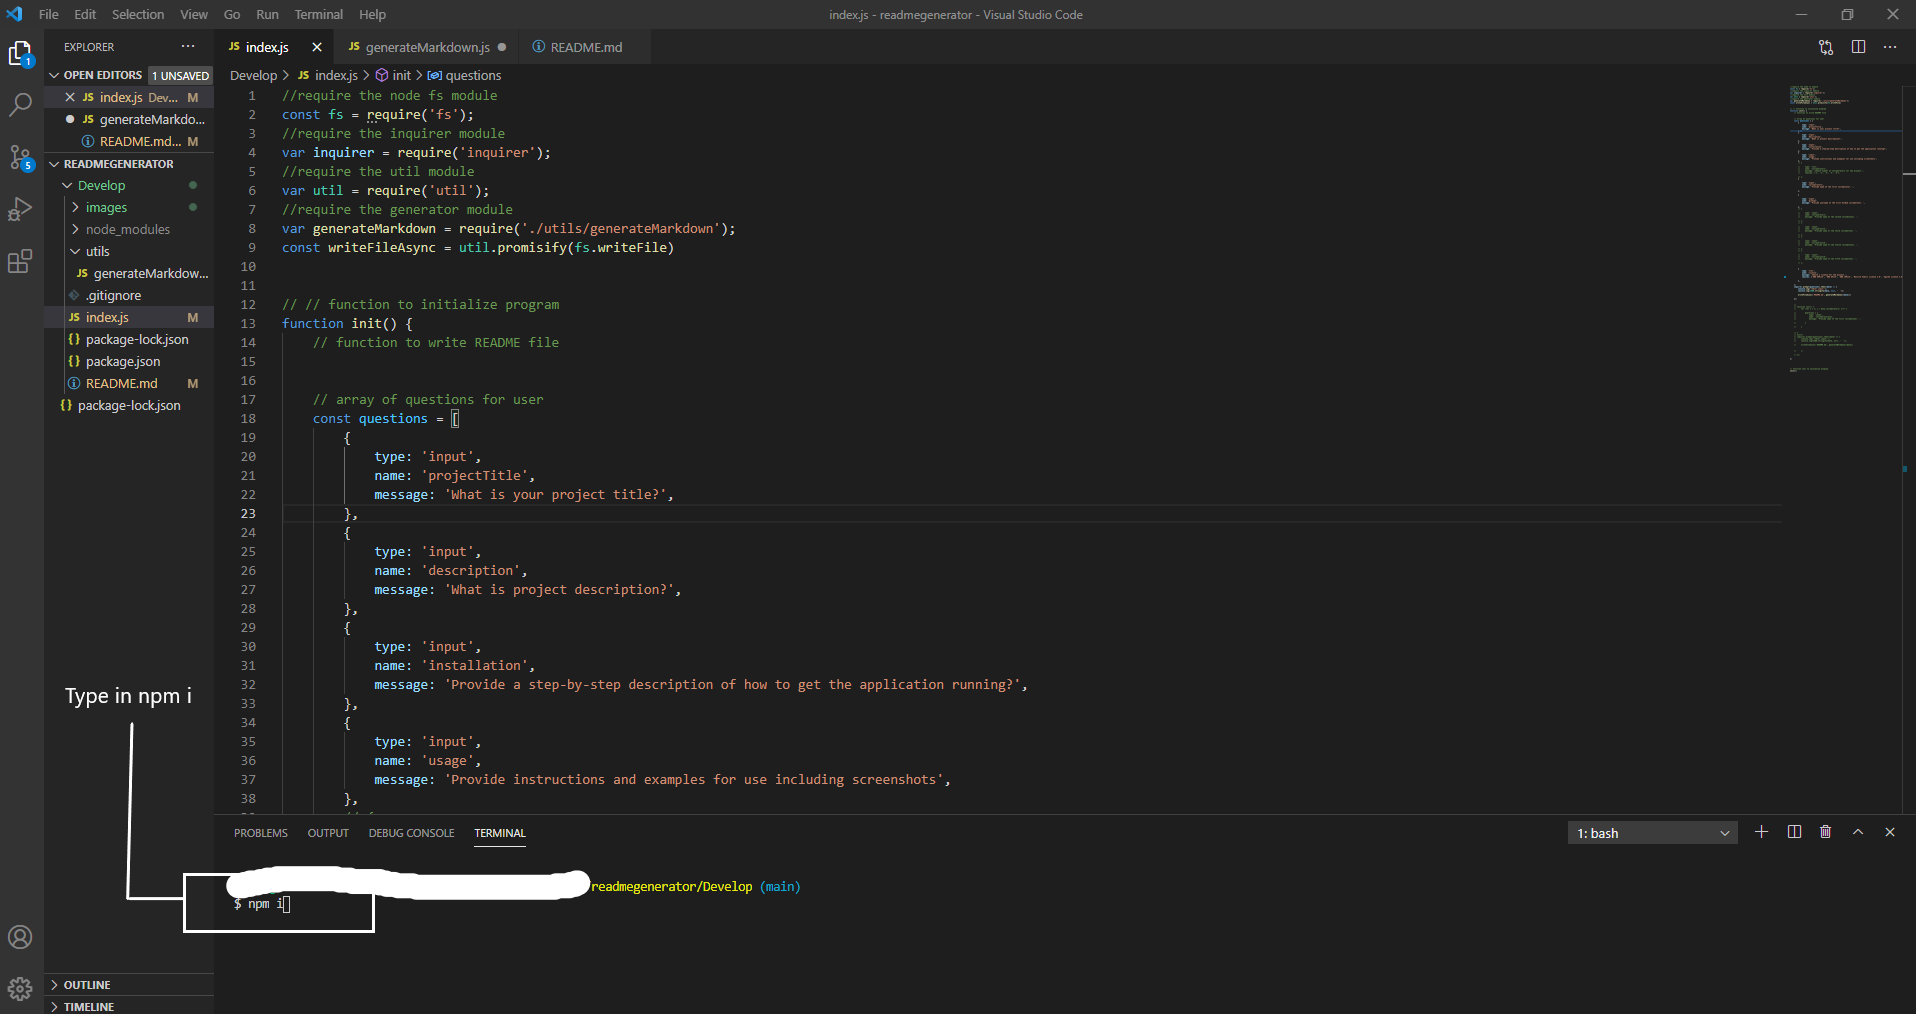 File Edit Selection View Go Run Terminal Help
index.js - readmegenerator - Visual Studio Code
EXPLORER
OPEN EDITORS 1 UNSAVED
JS index.js Dev... M
JS generateMarkdo...
README.md... M
READMEGENERATOR
Develop
images
node_modules
utils
JS generateMarkdow...
.gitignore
JS index.js M
{} package-lock.json
{} package.json
README.md M
{} package-lock.json
Type in npm i
OUTLINE
TIMELINE
1
5
JS index.js
JS generateMarkdown.js
README.md
Develop > JS index.js > init > questions
1 //require the node fs module
2 const fs = require('fs');
3 //require the inquirer module
4 var inquirer = require('inquirer');
5 //require the util module
6 var util = require('util');
7 //require the generator module
8 var generateMarkdown = require('./utils/generateMarkdown');
9 const writeFileAsync = util.promisify(fs.writeFile)
10
11
12 // // function to initialize program
13 function init() {
14 // function to write README file
15
16
17 // array of questions for user
18 const questions = [
19 {
20 type: 'input',
21 name: 'projectTitle',
22 message: 'What is your project title?',
23 },
24 {
25 type: 'input',
26 name: 'description',
27 message: 'What is project description?',
28 },
29 {
30 type: 'input',
31 name: 'installation',
32 message: 'Provide a step-by-step description of how to get the application running?',
33 },
34 {
35 type: 'input',
36 name: 'usage',
37 message: 'Provide instructions and examples for use including screenshots',
38 },
PROBLEMS OUTPUT DEBUG CONSOLE TERMINAL
1: bash
readmegenerator/Develop (main)
$ npm i